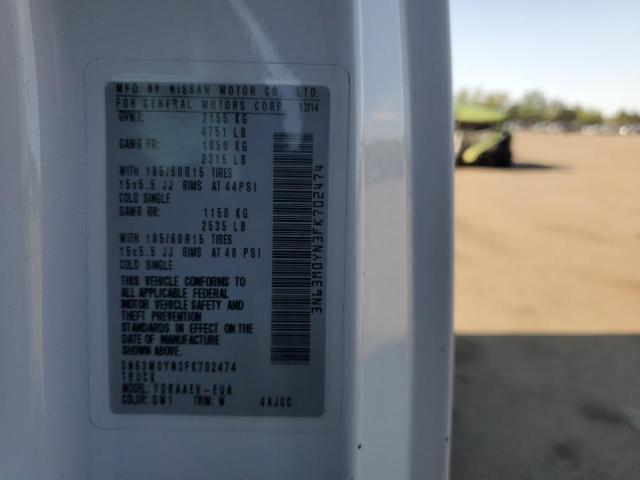 MFD BY NISSAN MOTOR CO., LTD.
FOR GENERAL MOTORS CORP. 12/14
GVWR: 2155 KG
4751 LB
GAWR FR: 1050 KG
2315 LB
WITH 185/60R15 TIRES
15x5.5 JJ RIMS AT 44PSI
COLD SINGLE
GAWR RR: 1150 KG
2535 LB
WITH 185/60R15 TIRES
15x5.5 JJ RIMS AT 48 PSI
COLD SINGLE
THIS VEHICLE CONFORMS TO
ALL APPLICABLE FEDERAL
MOTOR VEHICLE SAFETY AND
THEFT PREVENTION
STANDARDS IN EFFECT ON THE
DATE OF MANUFACTURE
SHOWN ABOVE.
3N63M0YN3FK702474
TRUCK
MODEL: YDRAAEV-EUA
COLOR: QM1 TRIM: W 4AJ0C
3N63M0YN3FK702474